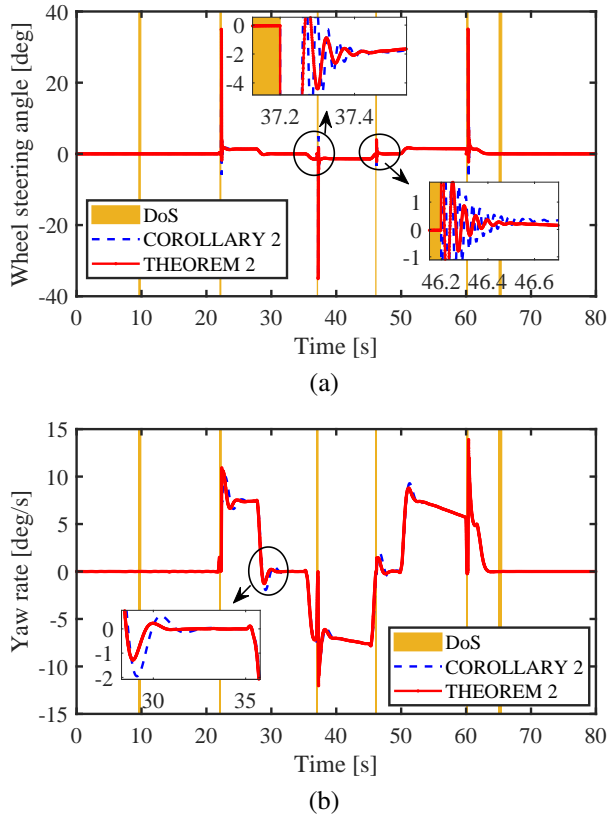 40
20
0
-20
-40
Wheel steering angle [deg]
0
-2
-4
37.2 37.4
1
0
-1
46.2 46.4 46.6
DoS
COROLLARY 2
THEOREM 2
0 10 20 30 40 50 60 70 80
Time [s]
(a)
15
10
5
0
-5
-10
-15
Yaw rate [deg/s]
1
0
-1
-2
30 35
DoS
COROLLARY 2
THEOREM 2
0 10 20 30 40 50 60 70 80
Time [s]
(b)